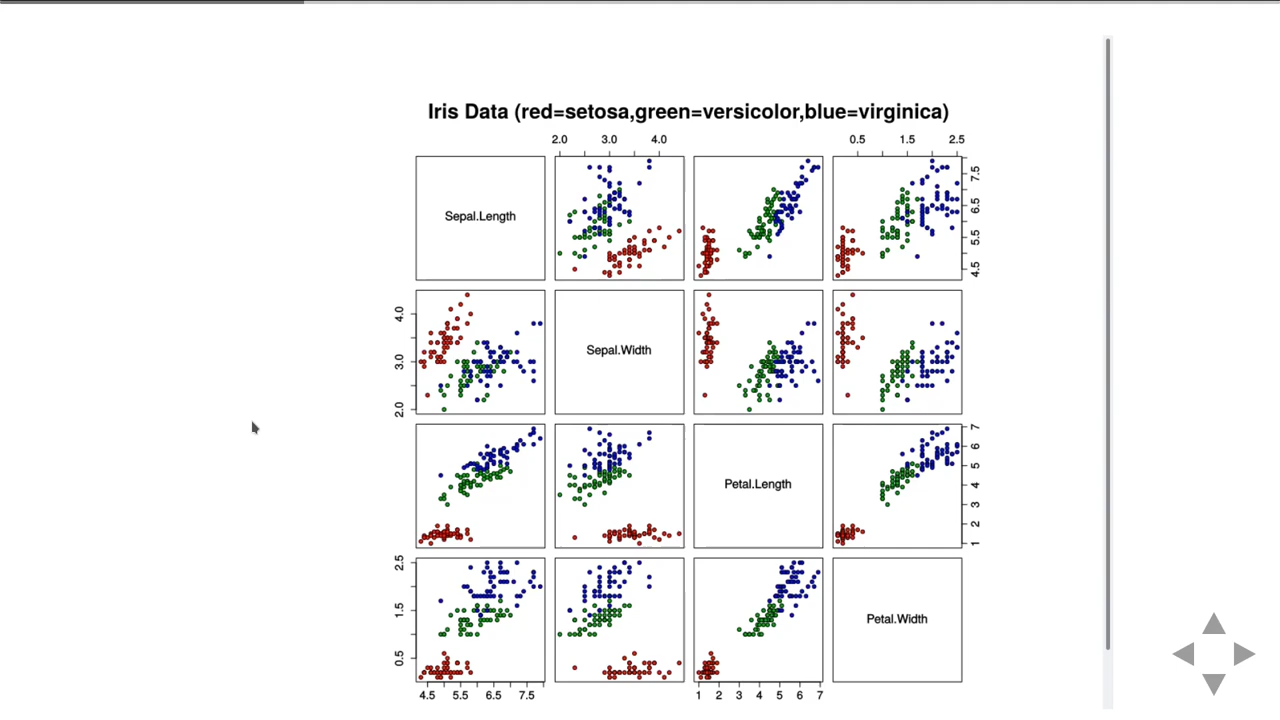 Iris Data (red=setosa,green=versicolor,blue=virginica)
2.0 3.0 4.0 0.5 1.5 2.5
Sepal.Length
4.5 5.5 6.5 7.5
2.0 3.0 4.0
Sepal.Width
Petal.Length
1 2 3 4 5 6 7
0.5 1.5 2.5
Petal.Width
4.5 5.5 6.5 7.5 1 2 3 4 5 6 7